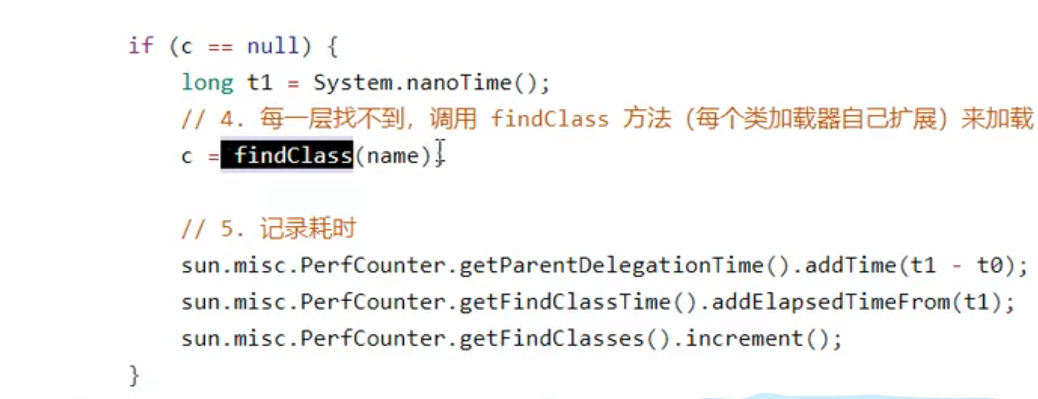 if (c == null) {
long t1 = System.nanoTime();
// 4. 每一层找不到，调用 findClass 方法（每个类加载器自己扩展）来加载
c = findClass(name);
// 5. 记录耗时
sun.misc.PerfCounter.getParentDelegationTime().addTime(t1 - t0);
sun.misc.PerfCounter.getFindClassTime().addElapsedTimeFrom(t1);
sun.misc.PerfCounter.getFindClasses().increment();
}